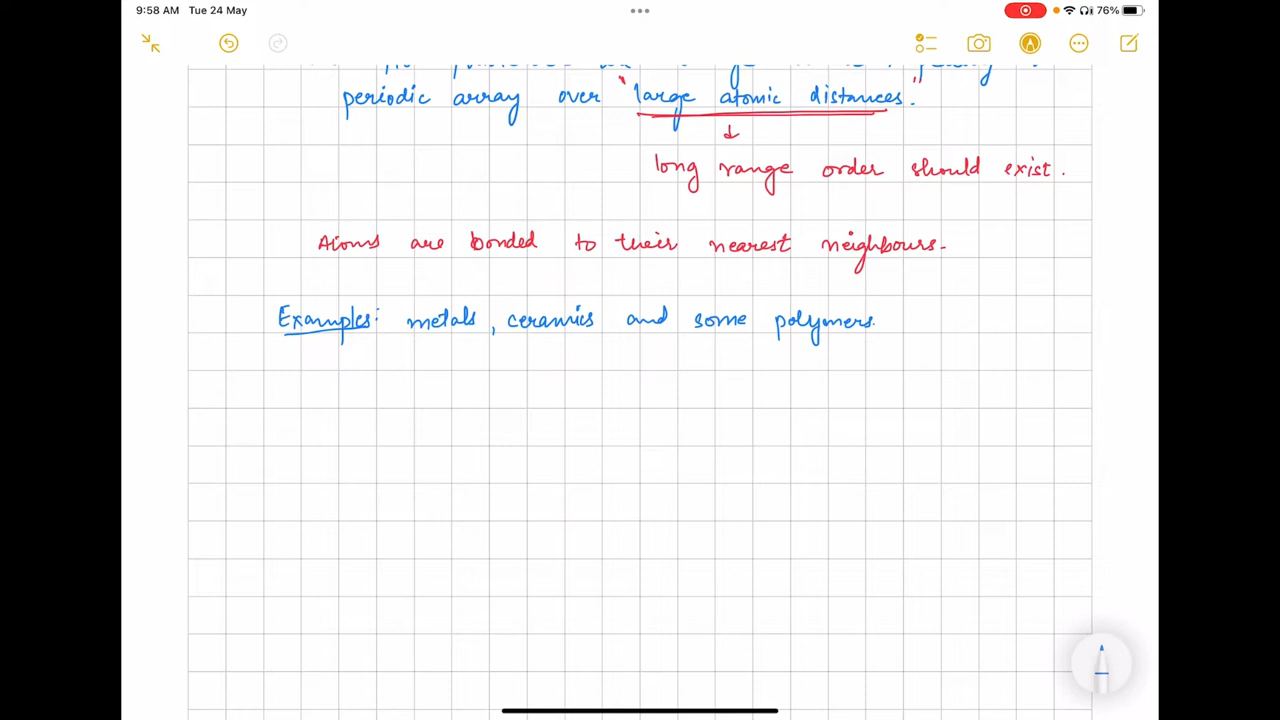 9:58 AM Tue 24 May
76%
periodic array over "large atomic distances."
long range order should exist.
Atoms are bonded to their nearest neighbours.
Examples: metals, ceramics and some polymers.